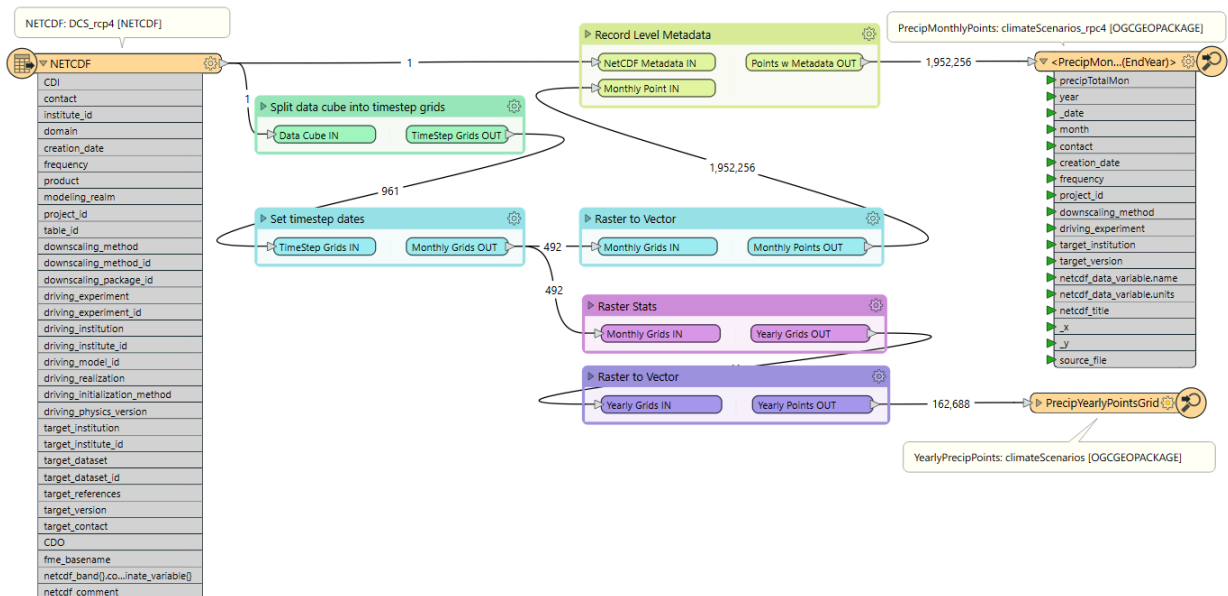 NETCDF: DCS_rcp4 [NETCDF]
NETCDF
CDI
contact
institute_id
domain
creation_date
frequency
product
modeling_realm
project_id
table_id
downscaling_method
downscaling_method_id
downscaling_package_id
driving_experiment
driving_experiment_id
driving_institution
driving_institute_id
driving_model_id
driving_realization
driving_initialization_method
driving_physics_version
target_institution
target_institute_id
target_dataset
target_dataset_id
target_references
target_version
target_contact
CDO
fme_basename
netcdf_band{}.co...inate_variable{}
netcdf_comment
1
1
Split data cube into timestep grids
Data Cube IN
TimeStep Grids OUT
961
Set timestep dates
TimeStep Grids IN
Monthly Grids OUT
492
492
Record Level Metadata
NetCDF Metadata IN
Points w Metadata OUT
Monthly Point IN
1,952,256
1,952,256
Raster to Vector
Monthly Grids IN
Monthly Points OUT
Raster Stats
Monthly Grids IN
Yearly Grids OUT
Raster to Vector
Yearly Grids IN
Yearly Points OUT
162,688
PrecipMonthlyPoints: climateScenarios_rpc4 [OGCGEOPACKAGE]
<PrecipMon...(EndYear)>
precipTotalMon
year
_date
month
contact
creation_date
frequency
project_id
downscaling_method
driving_experiment
target_institution
target_version
netcdf_data_variable.name
netcdf_data_variable.units
netcdf_title
_x
_y
source_file
PrecipYearlyPointsGrid
YearlyPrecipPoints: climateScenarios [OGCGEOPACKAGE]